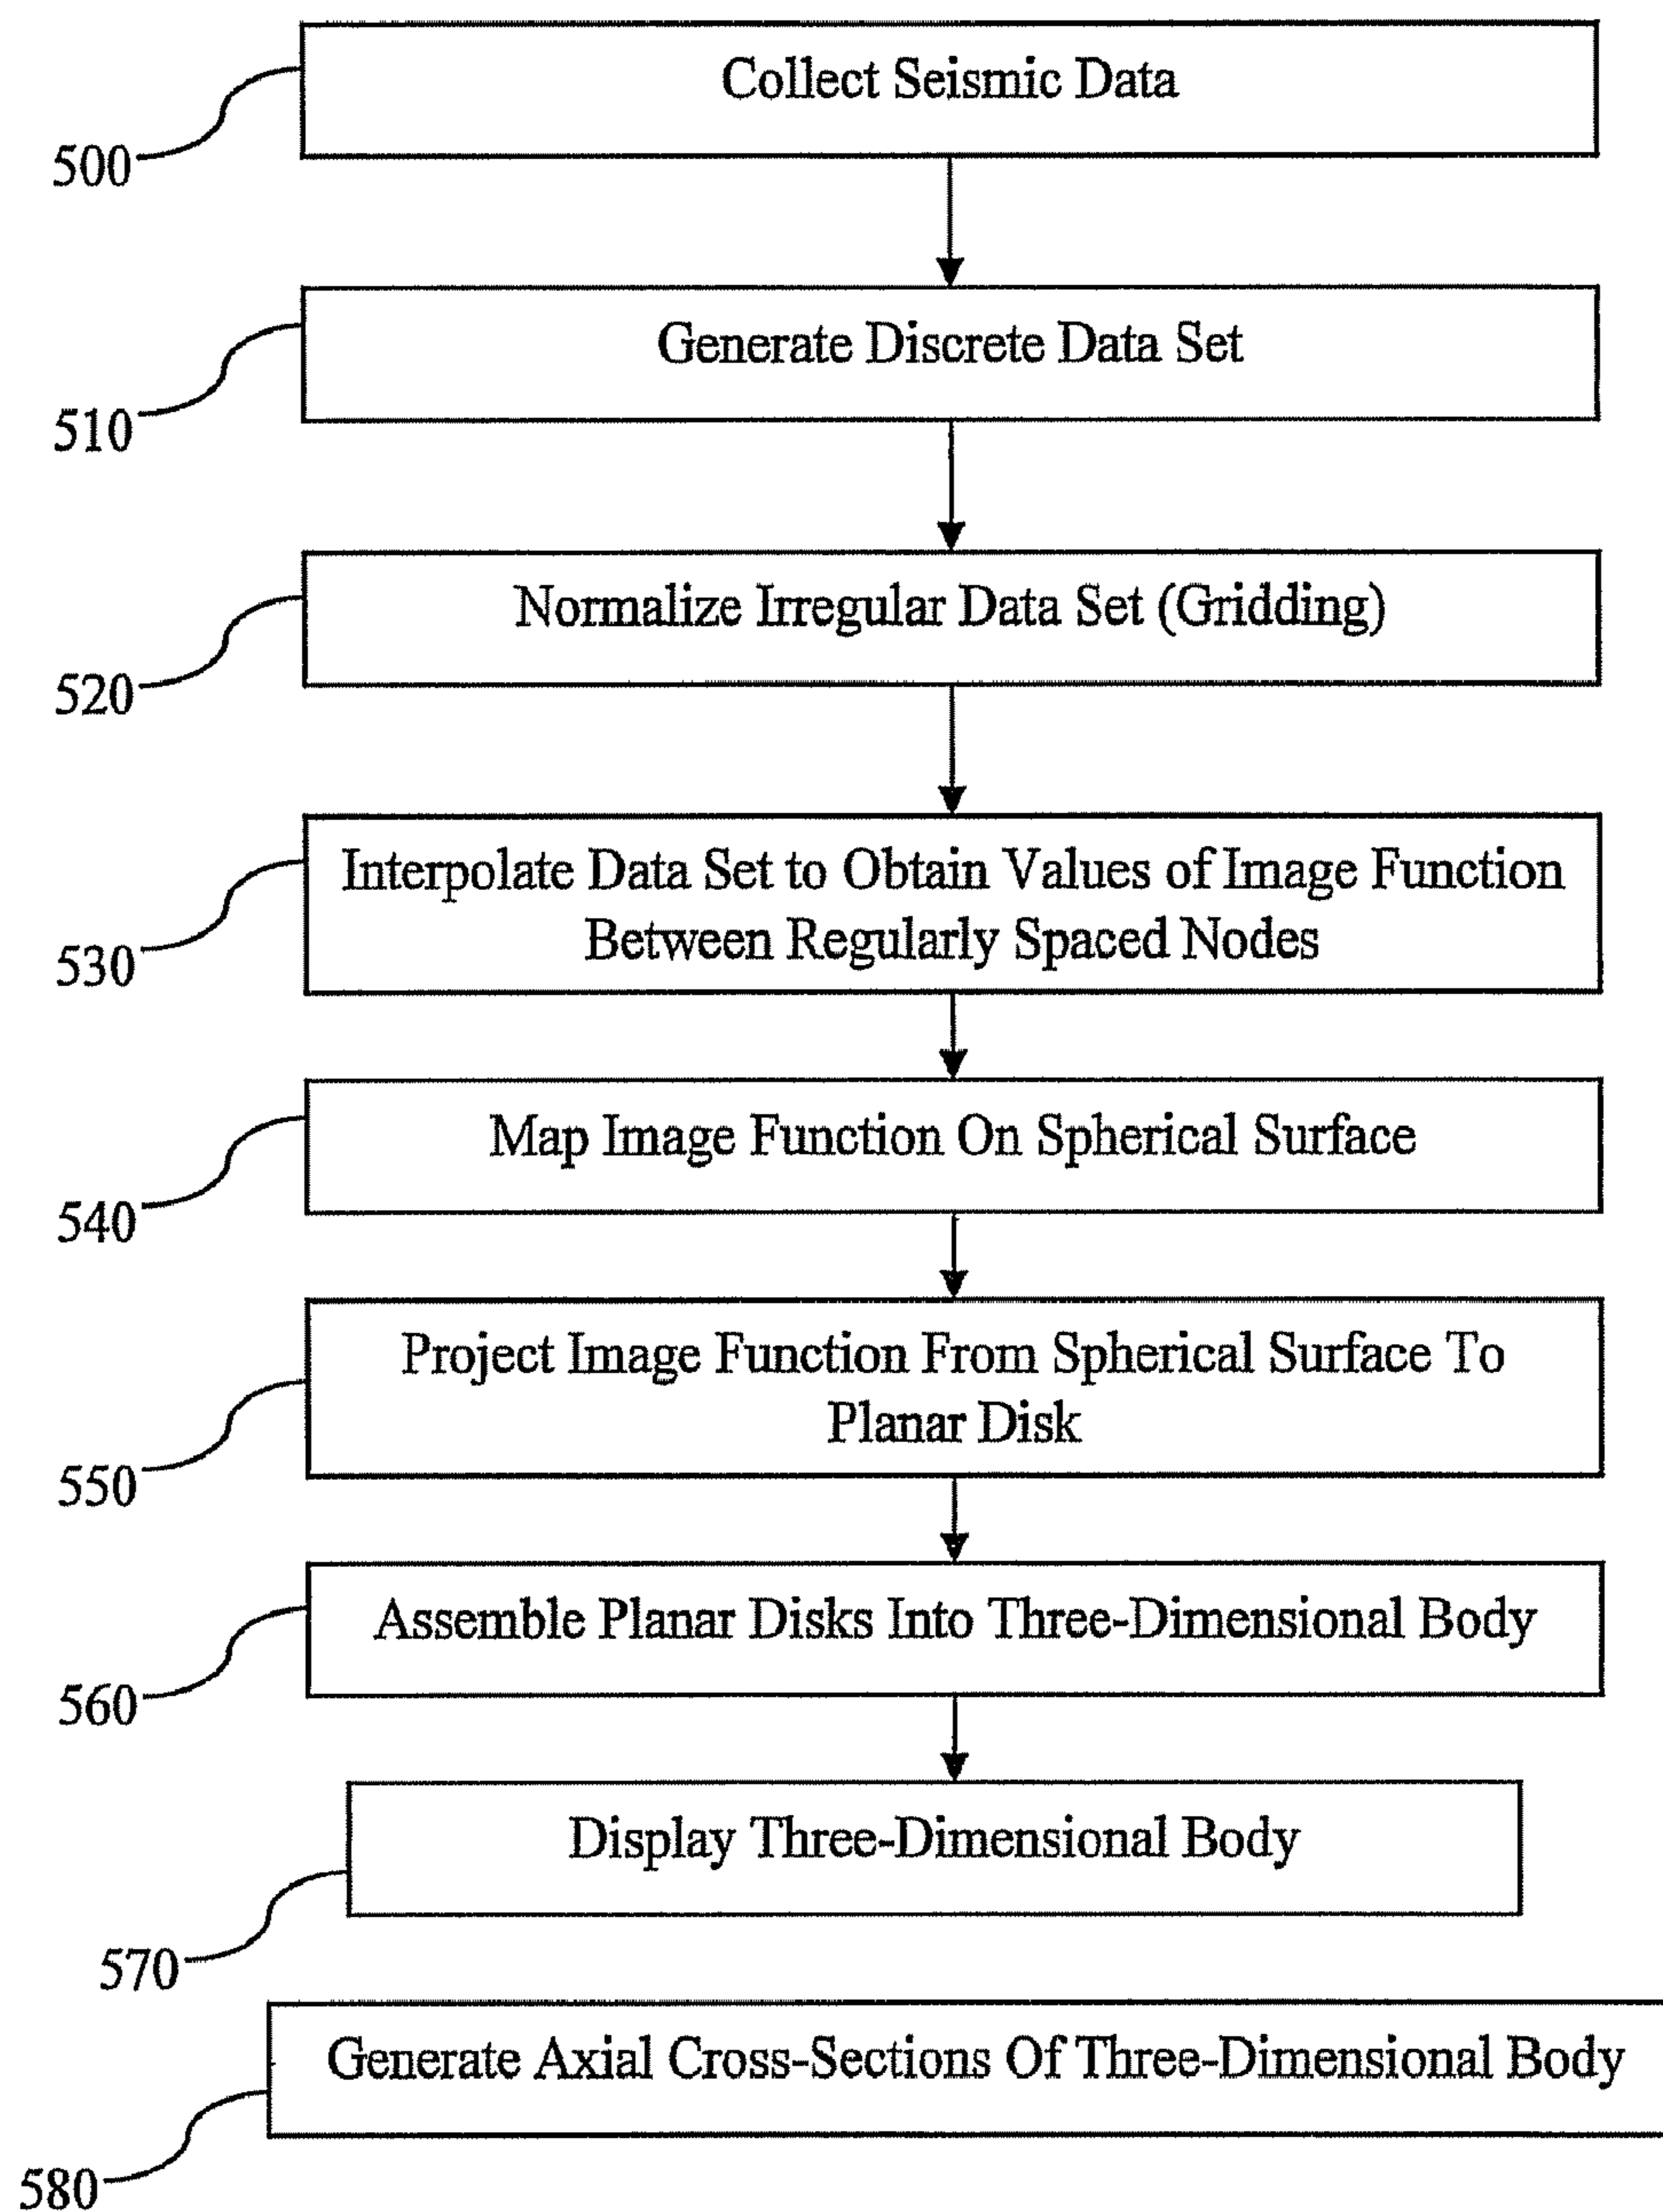 Collect Seismic Data
500
Generate Discrete Data Set
510
Normalize Irregular Data Set (Gridding)
520
Interpolate Data Set to Obtain Values of Image Function
Between Regularly Spaced Nodes
530
Map Image Function On Spherical Surface
540
Project Image Function From Spherical Surface To
Planar Disk
550
Assemble Planar Disks Into Three-Dimensional Body
560
Display Three-Dimensional Body
570
Generate Axial Cross-Sections Of Three-Dimensional Body
580